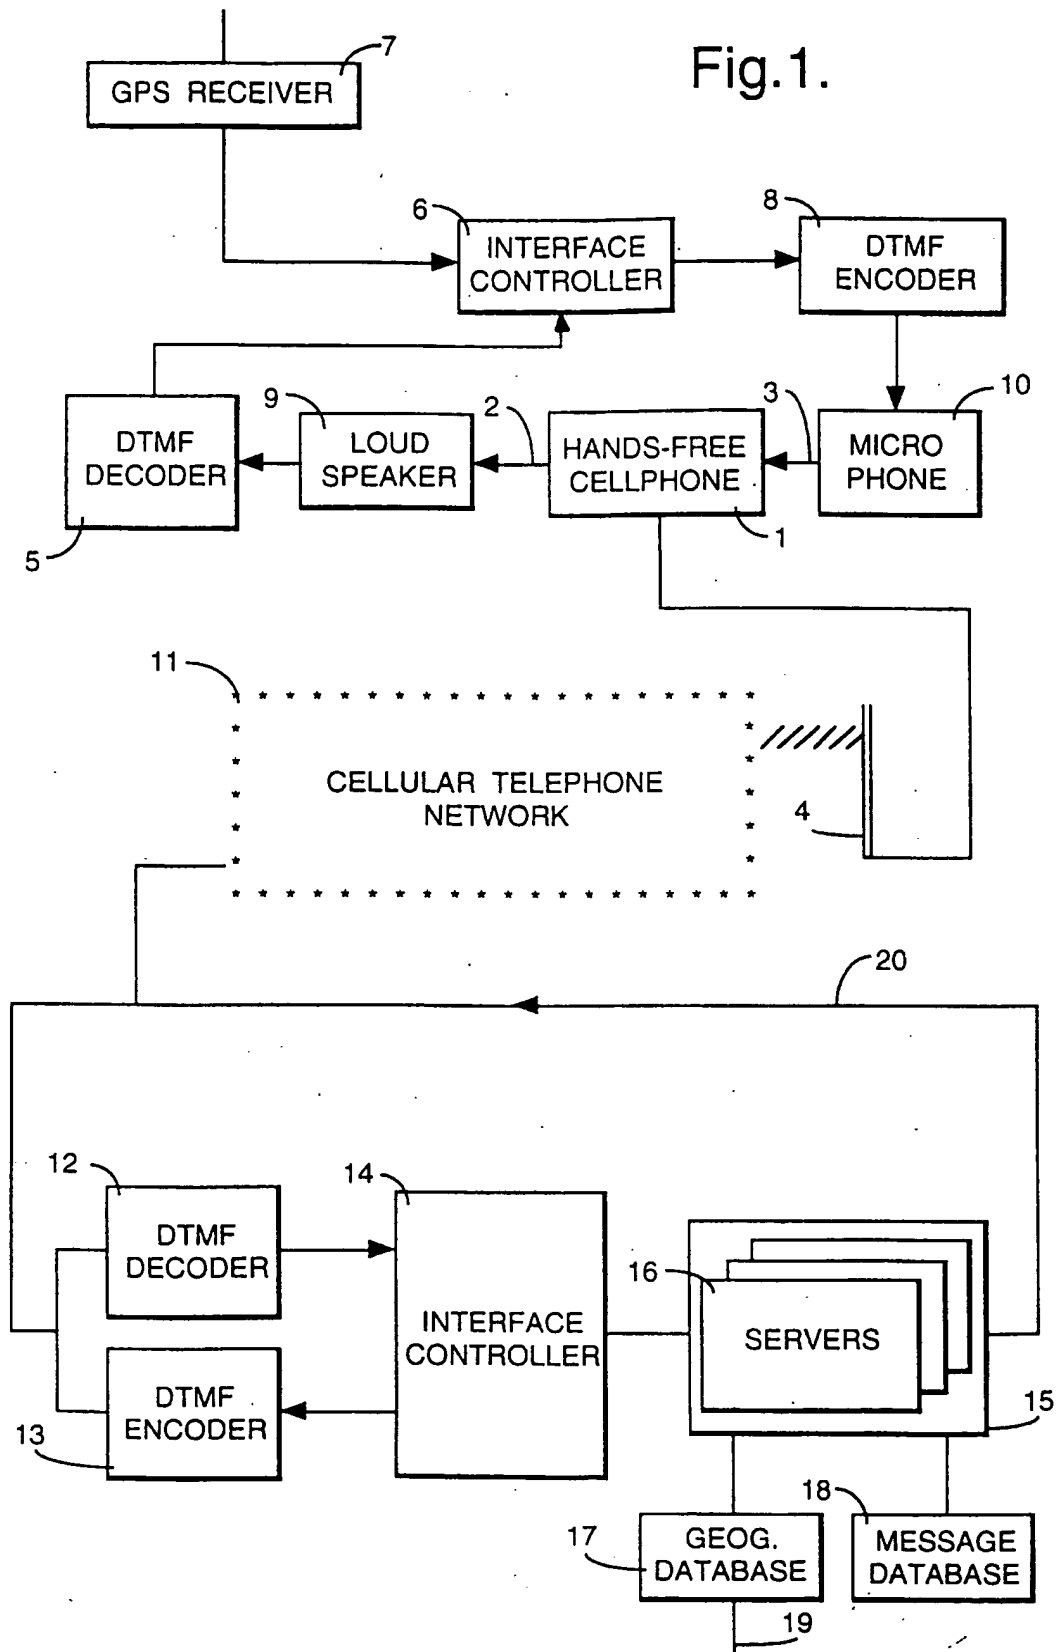 Fig.1.
7
GPS RECEIVER
6
8
INTERFACE
CONTROLLER
DTMF
ENCODER
9
2
3
10
DTMF
DECODER
LOUD
SPEAKER
HANDS-FREE
CELLPHONE
MICRO
PHONE
5
1
11
CELLULAR TELEPHONE
NETWORK
4
20
12
14
DTMF
DECODER
16
INTERFACE
CONTROLLER
SERVERS
DTMF
ENCODER
13
15
18
17
GEOG.
DATABASE
MESSAGE
DATABASE
19